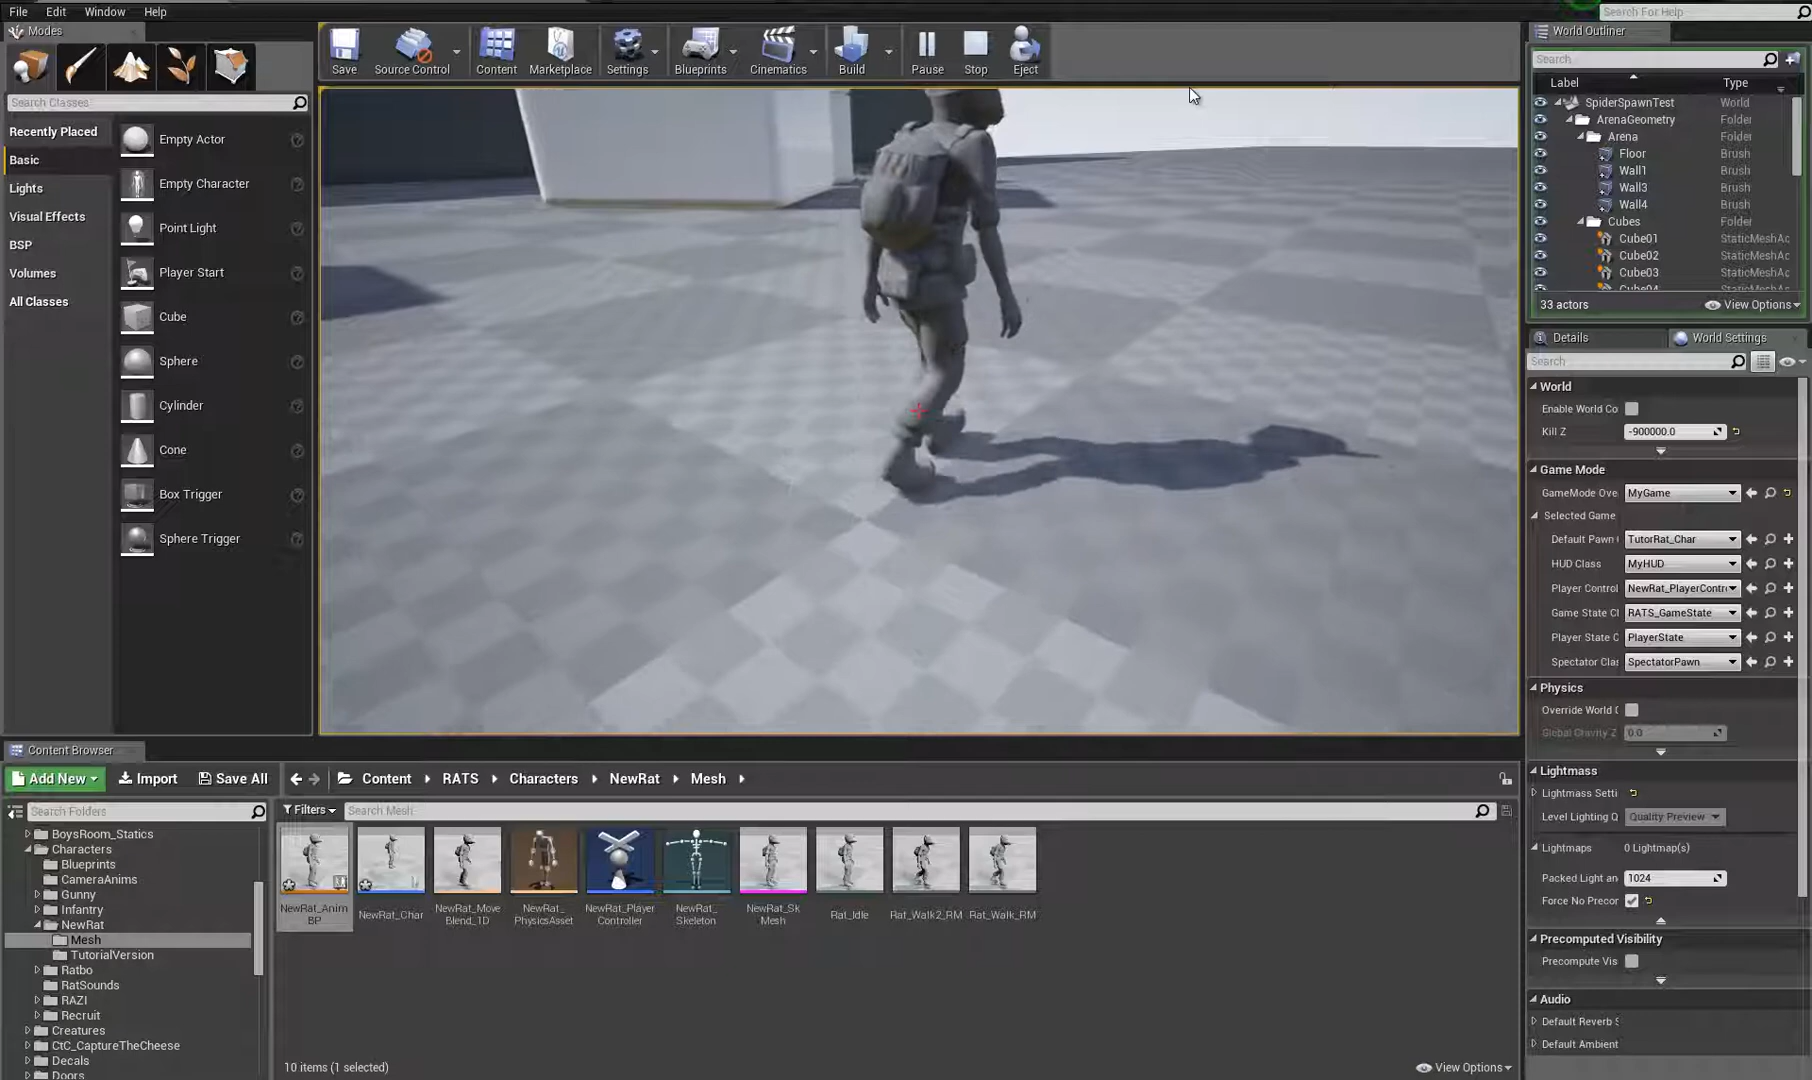 File Edit Window Help
Search For Help
Modes
World Outliner
Save Source Control Content Marketplace Settings Blueprints Cinematics Build Pause Stop Eject
Search Classes
Recently Placed
Basic
Lights
Visual Effects
BSP
Volumes
All Classes
Empty Actor
Empty Character
Point Light
Player Start
Cube
Sphere
Cylinder
Cone
Box Trigger
Sphere Trigger
Search
Label Type
SpiderSpawnTest World
ArenaGeometry Folder
Arena Folder
Floor Brush
Wall1 Brush
Wall3 Brush
Wall4 Brush
Cubes Folder
Cube01 StaticMeshAc
Cube02 StaticMeshAc
Cube03 StaticMeshAc
Cube04 StaticMeshAc
33 actors View Options
Details World Settings
Search
World
Enable World Co
Kill Z -900000.0
Game Mode
GameMode Ove MyGame
Selected Game
Default Pawn TutorRat_Char
HUD Class MyHUD
Player Control NewRat_PlayerContr
Game State Cl RATS_GameState
Player State C PlayerState
Spectator Clas SpectatorPawn
Physics
Override World
Global Gravity Z 0.0
Lightmass
Lightmass Setti
Level Lighting Q Quality Preview
Lightmaps 0 Lightmap(s)
Packed Light an 1024
Force No Precor
Precomputed Visibility
Precompute Vis
Audio
Default Reverb S
Default Ambient
Content Browser
Add New Import Save All Content RATS Characters NewRat Mesh
Search Folders
Filters Search Mesh
BoysRoom_Statics
Characters
Blueprints
CameraAnims
Gunny
Infantry
NewRat
Mesh
TutorialVersion
Ratbo
RatSounds
RAZI
Recruit
Creatures
CtC_CaptureTheCheese
Decals
Doors
NewRat_Anim
BP
NewRat_Char
NewRat_Move
Blend_1D
NewRat_
PhysicsAsset
NewRat_Player
Controller
NewRat_
Skeleton
NewRat_Sk
Mesh
Rat_Idle
Rat_Walk2_RM
Rat_Walk_RM
10 items (1 selected)
View Options